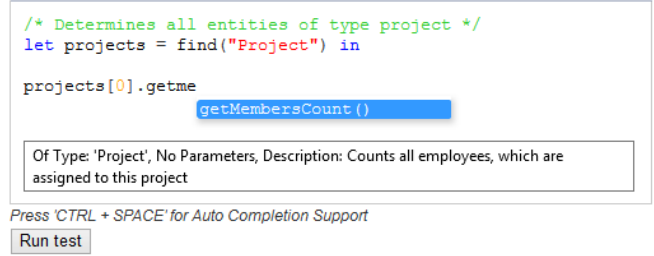 /* Determines all entities of type project */
let projects = find("Project") in
projects[0].getme
getMembersCount()
Of Type: 'Project', No Parameters, Description: Counts all employees, which are
assigned to this project
Press 'CTRL + SPACE' for Auto Completion Support
Run test